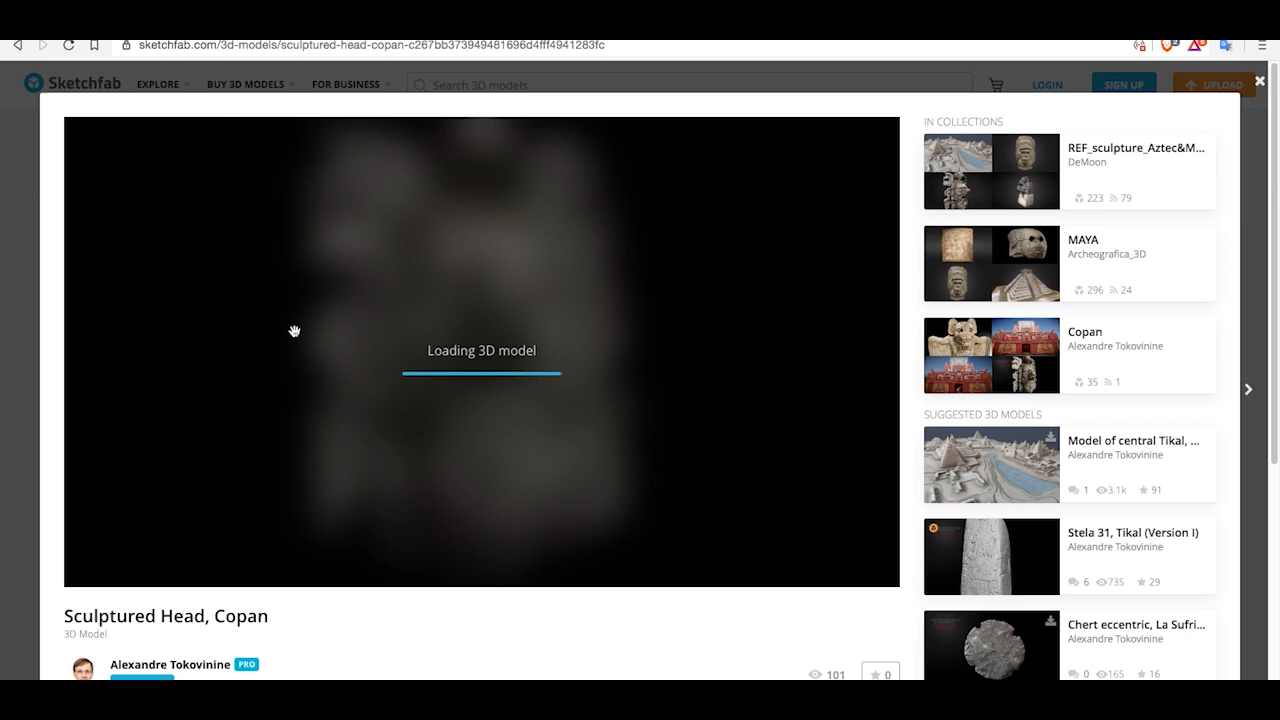 sketchfab.com/3d-models/sculptured-head-copan-c267bb373949481696d4fff4941283fc
Sketchfab
EXPLORE
BUY 3D MODELS
FOR BUSINESS
Search 3D models
LOGIN
SIGN UP
UPLOAD
Loading 3D model
Sculptured Head, Copan
3D Model
Alexandre Tokovinine PRO
101
0
IN COLLECTIONS
REF_sculpture_Aztec&M...
DeMoon
223 79
MAYA
Archeografica_3D
296 24
Copan
Alexandre Tokovinine
35 1
SUGGESTED 3D MODELS
Model of central Tikal, ...
Alexandre Tokovinine
1 3.1k 91
Stela 31, Tikal (Version I)
Alexandre Tokovinine
6 735 29
Chert eccentric, La Sufri...
Alexandre Tokovinine
0 165 16